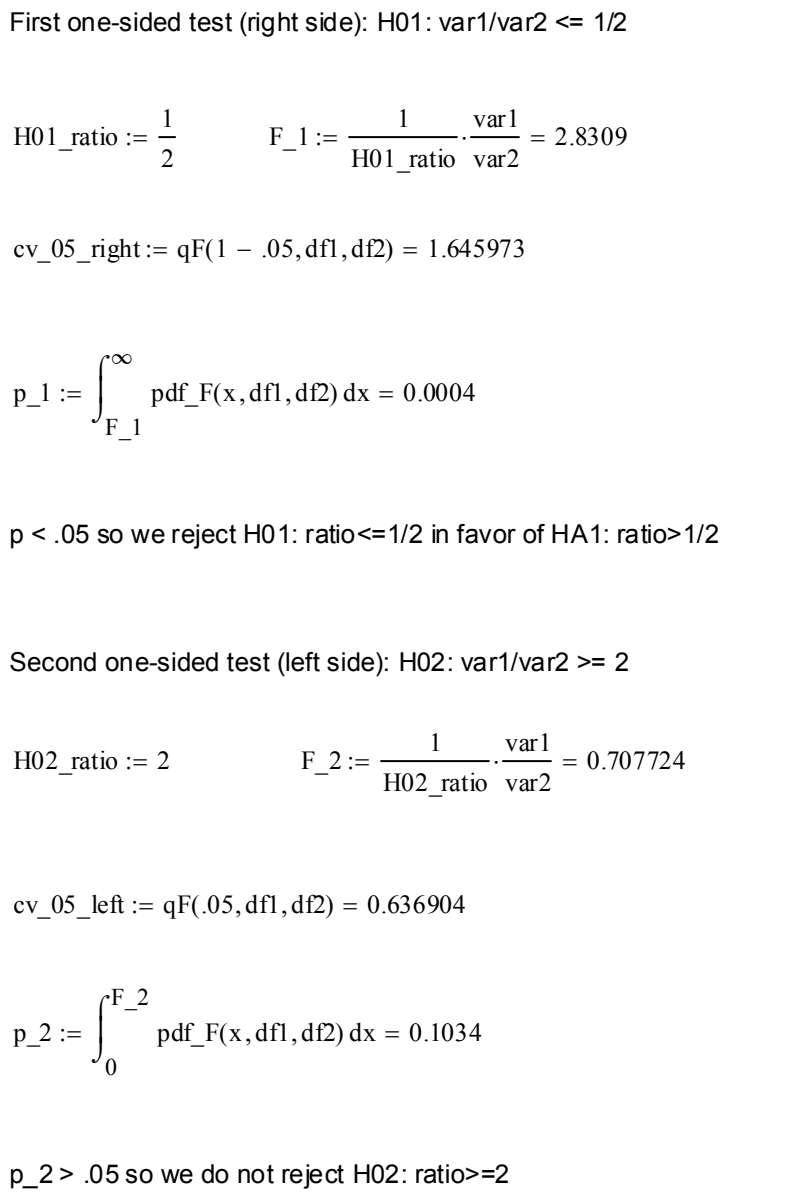 First one-sided test (right side): H01: var1/var2 <= 1/2
H01_ratio := 1/2 F_1 := 1/H01_ratio · var1/var2 = 2.8309
cv_05_right := qF(1 − .05, df1, df2) = 1.645973
p_1 := ∫_F_1^∞ pdf_F(x, df1, df2) dx = 0.0004
p < .05 so we reject H01: ratio<=1/2 in favor of HA1: ratio>1/2
Second one-sided test (left side): H02: var1/var2 >= 2
H02_ratio := 2 F_2 := 1/H02_ratio · var1/var2 = 0.707724
cv_05_left := qF(.05, df1, df2) = 0.636904
p_2 := ∫_0^F_2 pdf_F(x, df1, df2) dx = 0.1034
p_2 > .05 so we do not reject H02: ratio>=2